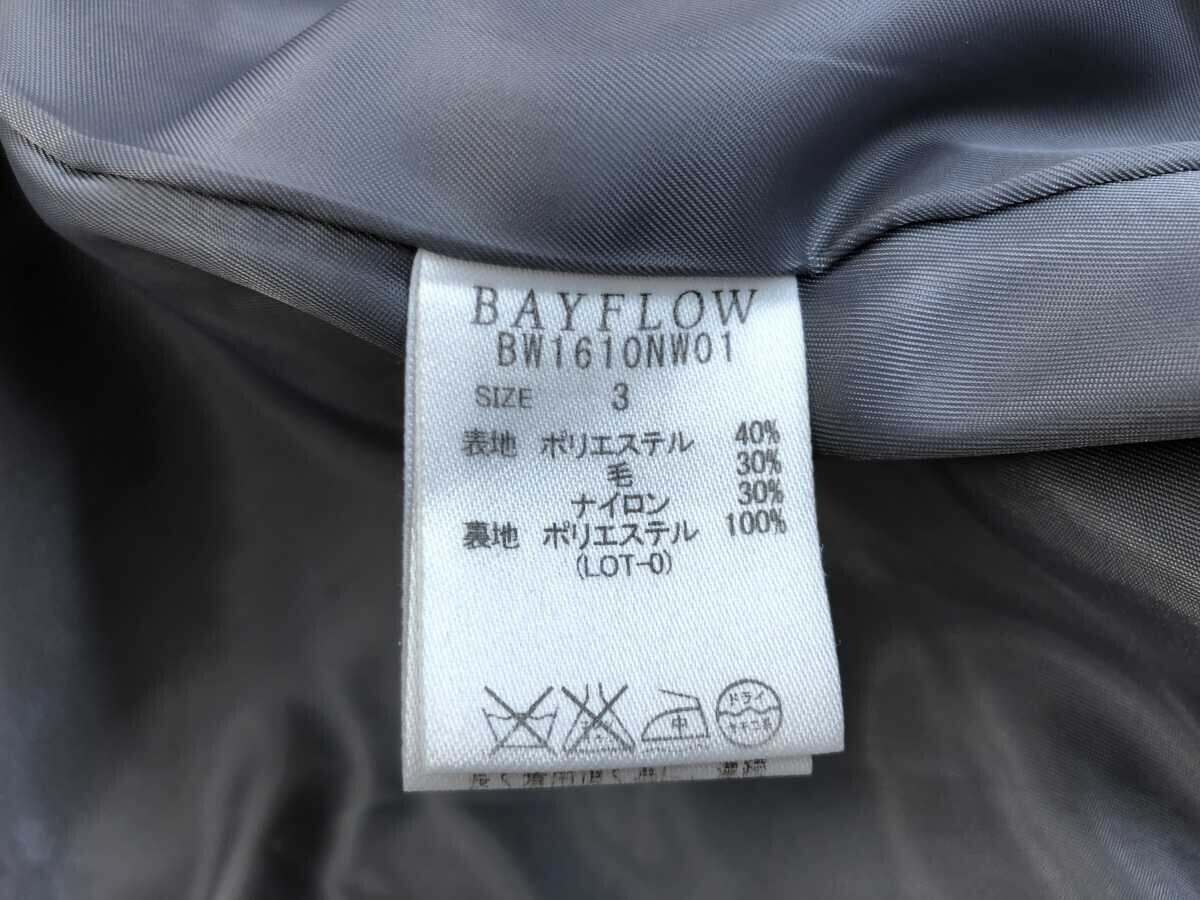 BAYFLOW
BW1610NW01
SIZE 3
表地 ポリエステル 40%
毛 30%
ナイロン 30%
裏地 ポリエステル 100%
(LOT-0)
中
ドライ